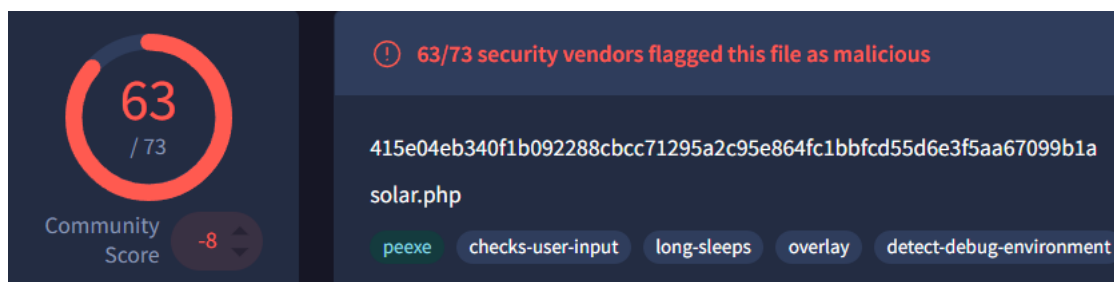 63
/ 73
Community
Score
-8
63/73 security vendors flagged this file as malicious
415e04eb340f1b092288cbcc71295a2c95e864fc1bbfcd55d6e3f5aa67099b1a
solar.php
peexe checks-user-input long-sleeps overlay detect-debug-environment